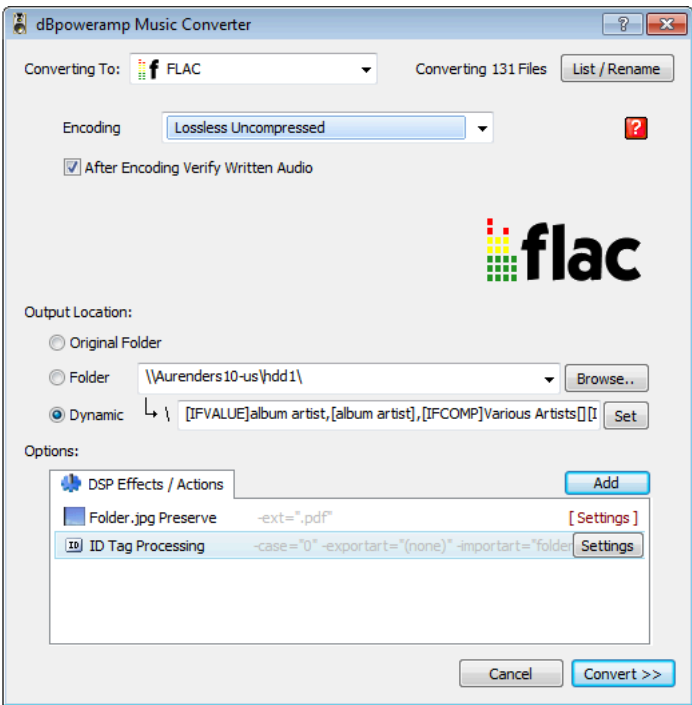 dBpoweramp Music Converter
Converting To: f FLAC Converting 131 Files List / Rename
Encoding Lossless Uncompressed ?
After Encoding Verify Written Audio
flac
Output Location:
Original Folder
Folder \\Aurenders10-us\hdd1\ Browse..
Dynamic \ [IFVALUE]album artist,[album artist],[IFCOMP]Various Artists[][I Set
Options:
DSP Effects / Actions Add
Folder.jpg Preserve -ext=".pdf" [ Settings ]
ID ID Tag Processing -case="0" -exportart="(none)" -importart="folder Settings
Cancel Convert >>